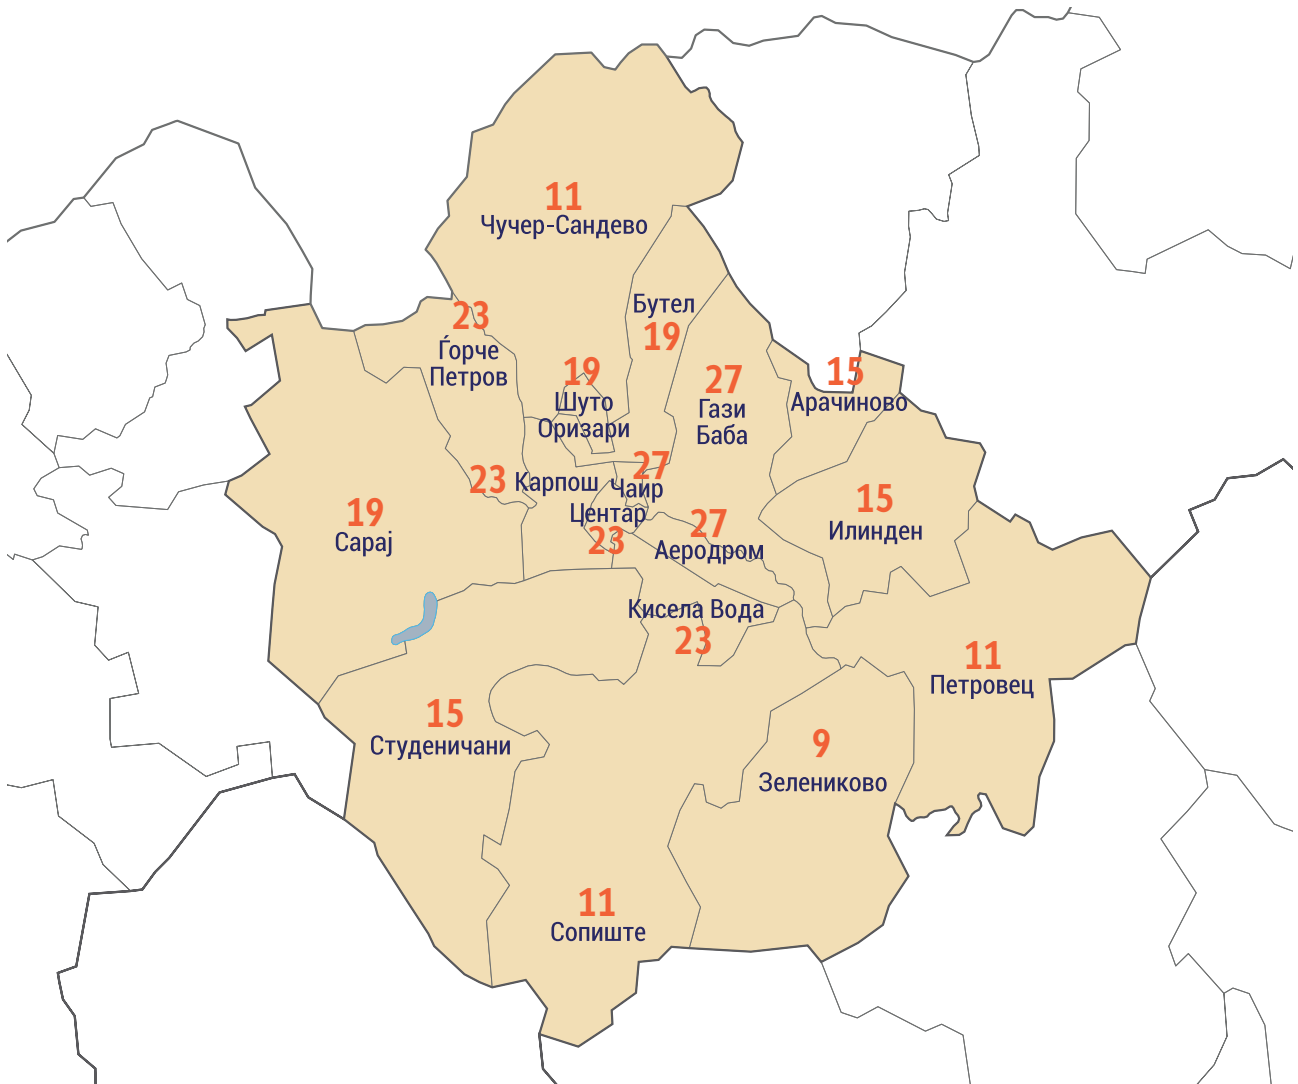 11
Чучер-Сандево
Бутел
19
23
Ѓорче
Петров
19
Шуто
Оризари
27
Гази
Баба
15
Арачиново
23
Карпош
27
Чаир
Центар
23
27
Аеродром
15
Илинден
19
Сарај
Кисела Вода
23
11
Петровец
15
Студеничани
9
Зелениково
11
Сопиште